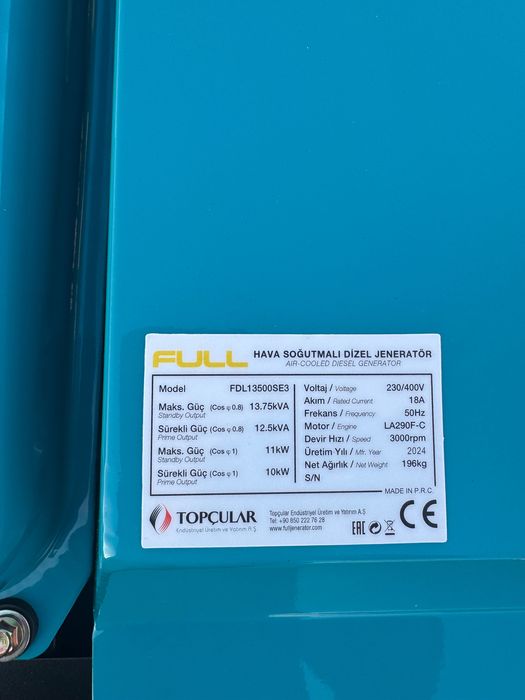 FULL HAVA SOĞUTMALI DİZEL JENERATÖR
AIR-COOLED DIESEL GENERATOR
Model FDL13500SE3
Maks. Güç (Cos φ 0.8) 13.75kVA
Standby Output
Sürekli Güç (Cos φ 0.8) 12.5kVA
Prime Output
Maks. Güç (Cos φ 1) 11kW
Standby Output
Sürekli Güç (Cos φ 1) 10kW
Prime Output
Voltaj / Voltage 230/400V
Akım / Rated Current 18A
Frekans / Frequency 50Hz
Motor / Engine LA290F-C
Devir Hızı / Speed 3000rpm
Üretim Yılı / Mfr. Year 2024
Net Ağırlık / Net Weight 196kg
S/N
MADE IN P.R.C.
TOPÇULAR
Endüstriyel Üretim ve Yatırım A.Ş.
Topçular Endüstriyel Üretim ve Yatırım A.Ş.
Tel: +90 850 222 76 28
www.fulljenerator.com
EAC CE